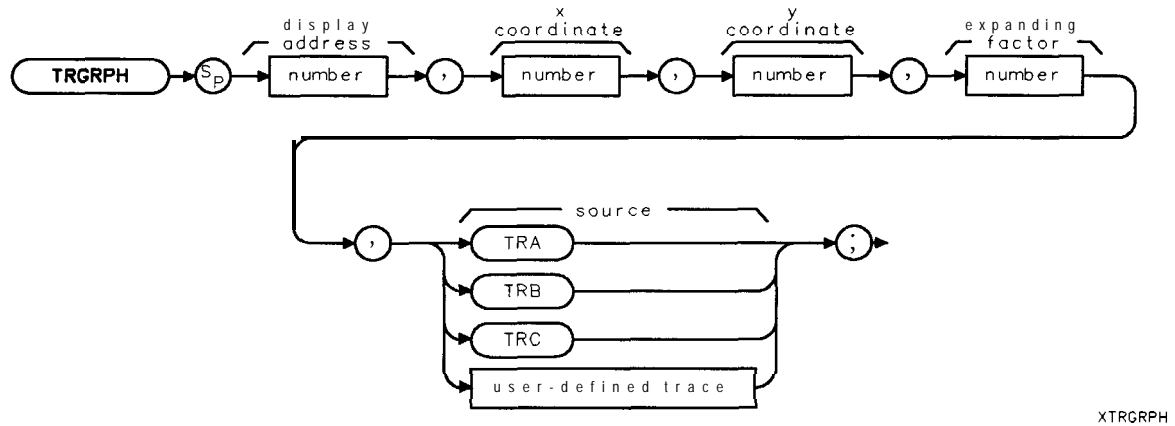 display address
x coordinate
y coordinate
expanding factor
TRGRPH
Sp
number
,
number
,
number
,
number
source
,
TRA
;
TRB
TRC
user-defined trace
XTRGRPH